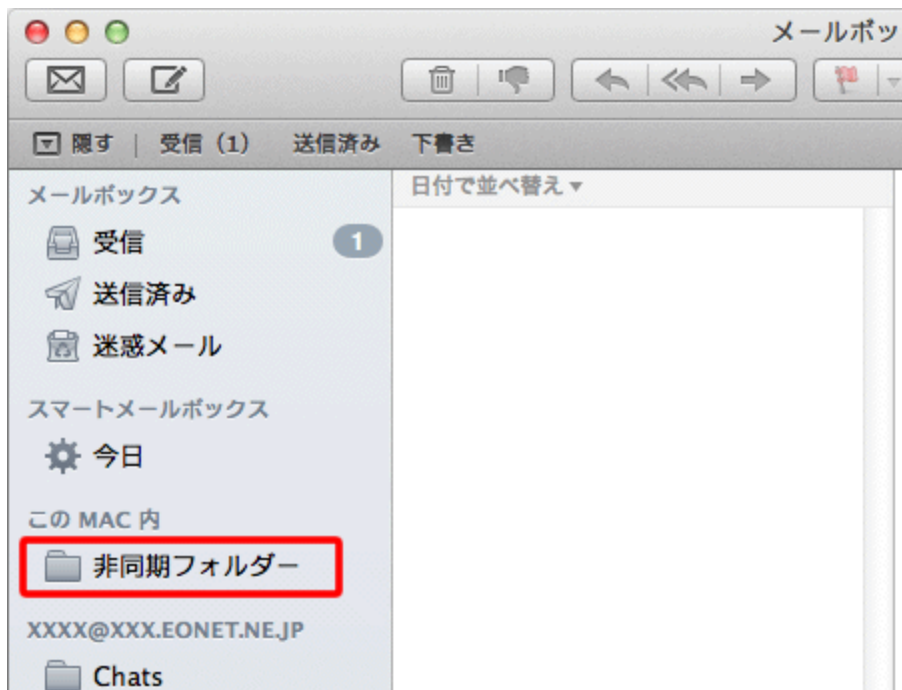 メールボッ
隠す 受信（1） 送信済み 下書き
メールボックス
日付で並べ替え
受信 1
送信済み
迷惑メール
スマートメールボックス
今日
この MAC 内
非同期フォルダー
XXXX@XXX.EONET.NE.JP
Chats